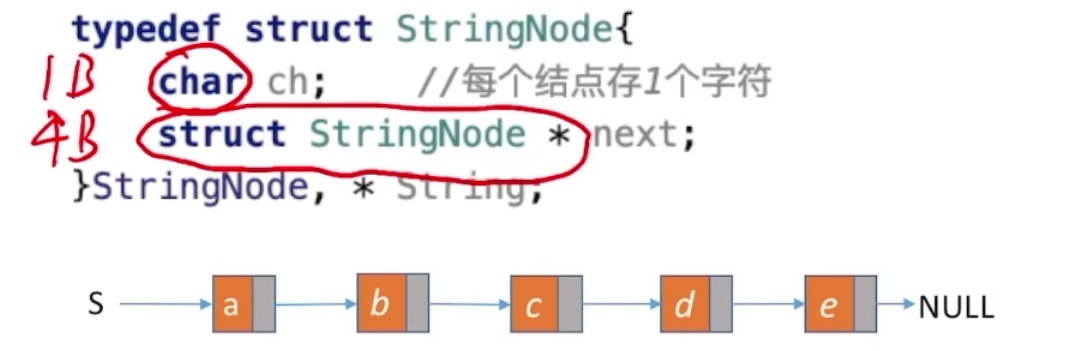 typedef struct StringNode{
1B char ch; //每个结点存1个字符
4B struct StringNode * next;
}StringNode, * String;
S a b c d e NULL